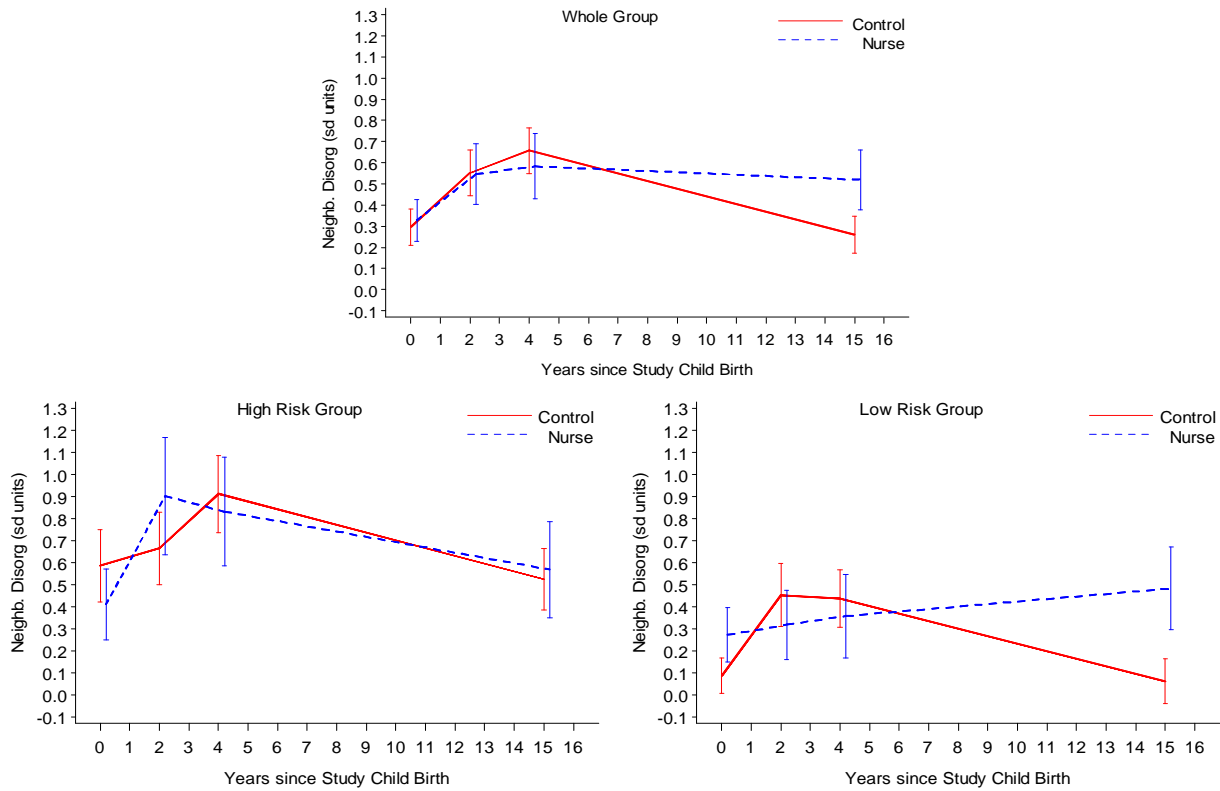 Whole Group
Control
Nurse
Neighb. Disorg (sd units)
1.3
1.2
1.1
1.0
0.9
0.8
0.7
0.6
0.5
0.4
0.3
0.2
0.1
0.0
-0.1
0 1 2 3 4 5 6 7 8 9 10 11 12 13 14 15 16
Years since Study Child Birth
High Risk Group
Control
Nurse
Neighb. Disorg (sd units)
1.3
1.2
1.1
1.0
0.9
0.8
0.7
0.6
0.5
0.4
0.3
0.2
0.1
0.0
-0.1
0 1 2 3 4 5 6 7 8 9 10 11 12 13 14 15 16
Years since Study Child Birth
Low Risk Group
Control
Nurse
Neighb. Disorg (sd units)
1.3
1.2
1.1
1.0
0.9
0.8
0.7
0.6
0.5
0.4
0.3
0.2
0.1
0.0
-0.1
0 1 2 3 4 5 6 7 8 9 10 11 12 13 14 15 16
Years since Study Child Birth